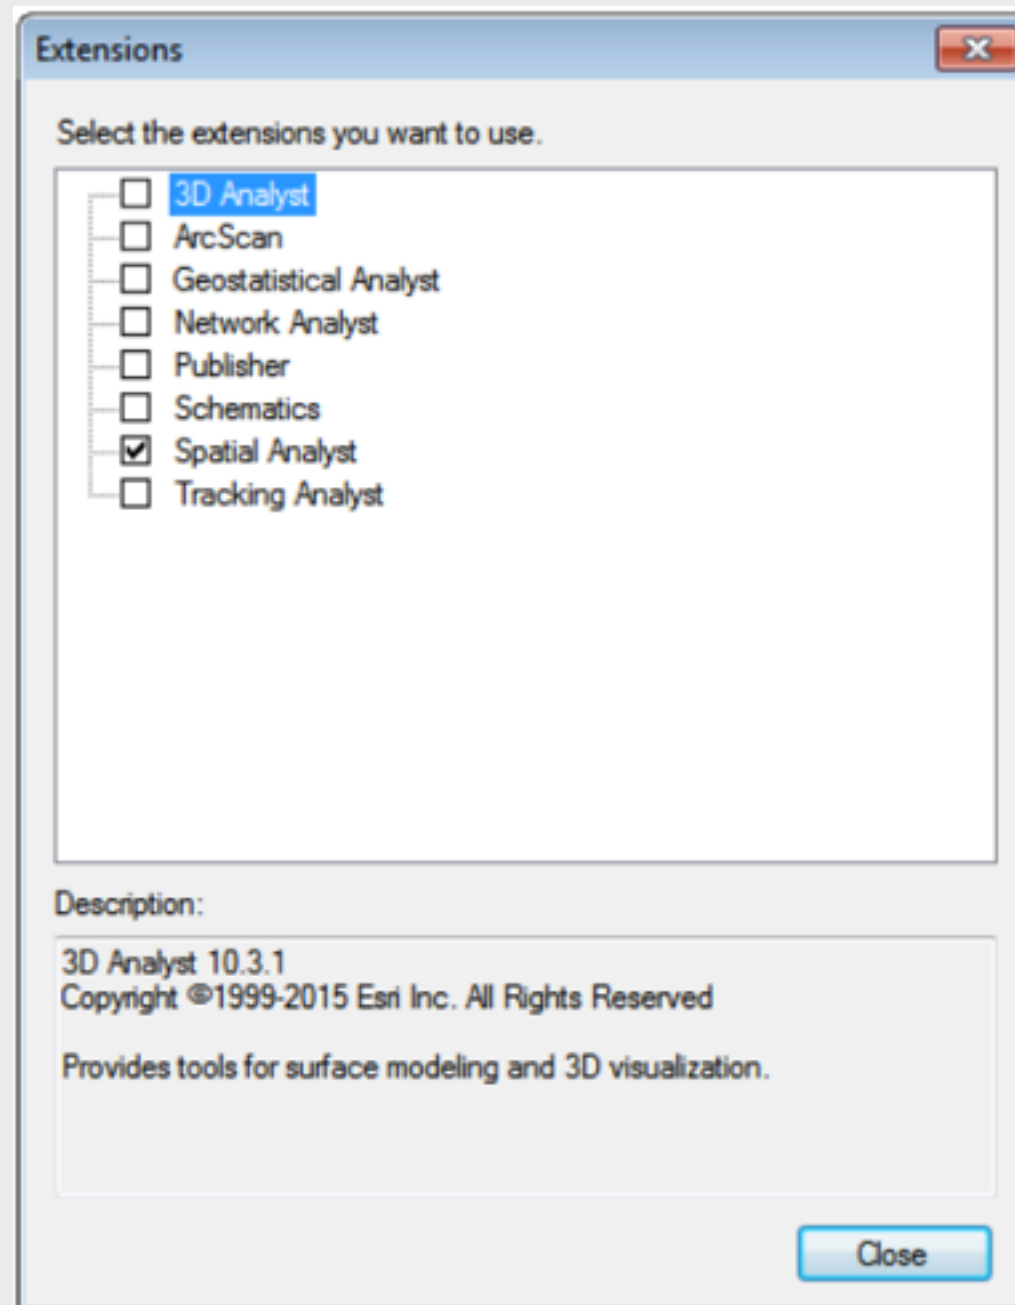 Extensions
Select the extensions you want to use.
3D Analyst
ArcScan
Geostatistical Analyst
Network Analyst
Publisher
Schematics
Spatial Analyst
Tracking Analyst
Description:
3D Analyst 10.3.1
Copyright ©1999-2015 Esri Inc. All Rights Reserved
Provides tools for surface modeling and 3D visualization.
Close